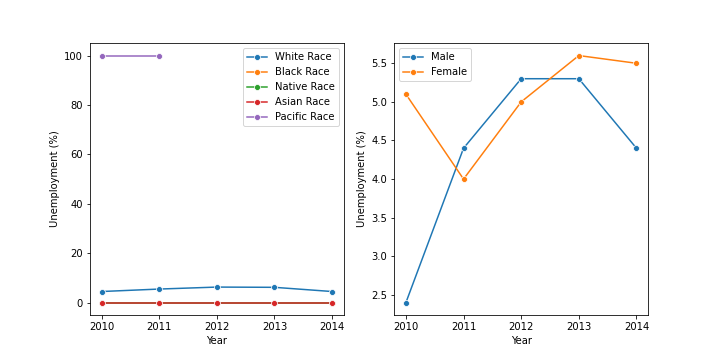 Unemployment (%)
100
80
60
40
20
0
2010 2011 2012 2013 2014
Year
White Race
Black Race
Native Race
Asian Race
Pacific Race
Unemployment (%)
5.5
5.0
4.5
4.0
3.5
3.0
2.5
2010 2011 2012 2013 2014
Year
Male
Female